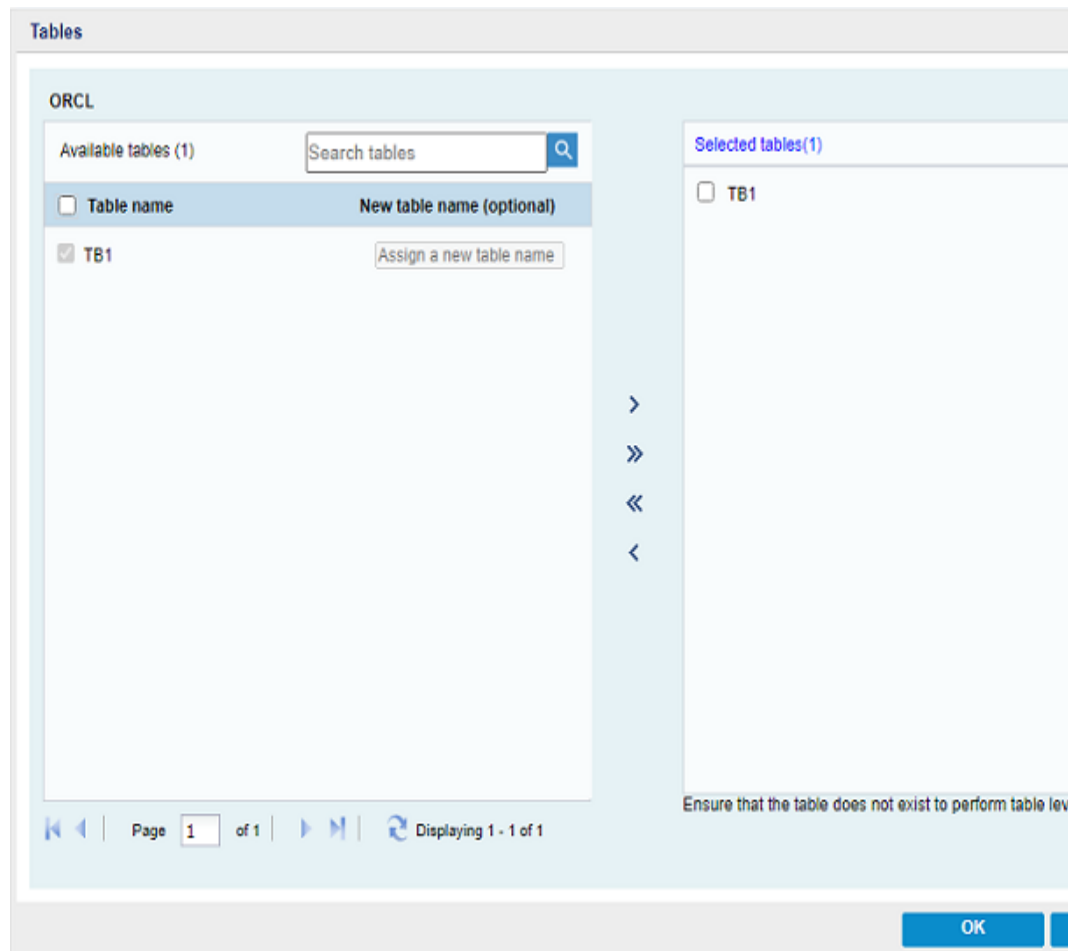 Tables
ORCL
Available tables (1)
Search tables
Table name New table name (optional)
TB1 Assign a new table name
Selected tables(1)
TB1
Ensure that the table does not exist to perform table
Page 1 of 1 Displaying 1 - 1 of 1
OK